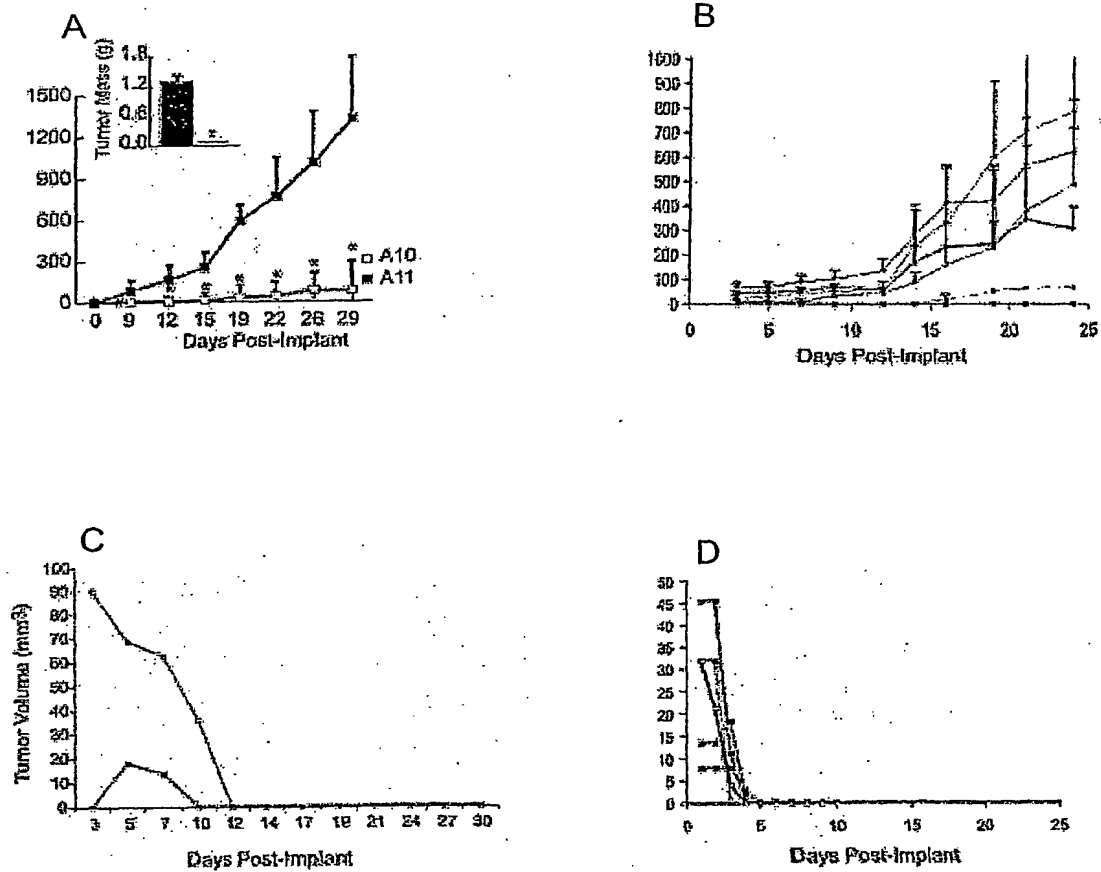 A
Tumor Mass (g)
1.8
1.2
0.6
0.0
*
1500
1200
900
600
300
0
* * * * * * * *
A10
A11
0 9 12 15 19 22 26 29
Days Post-Implant
B
1000
900
800
700
600
500
400
300
200
100
0
0 5 10 15 20 25
Days Post-Implant
C
Tumor Volume (mm3)
100
90
80
70
60
50
40
30
20
10
0
3 5 7 10 12 14 17 19 21 24 27 30
Days Post-Implant
D
50
45
40
35
30
25
20
15
10
5
0
0 5 10 15 20 25
Days Post-Implant